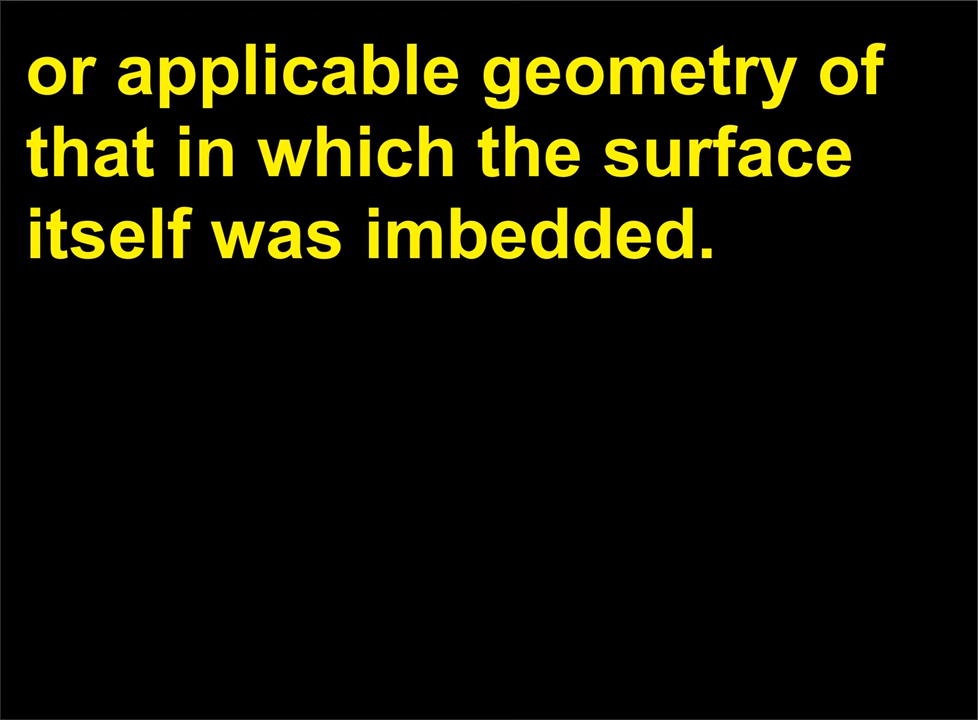 or applicable geometry of
that in which the surface
itself was imbedded.